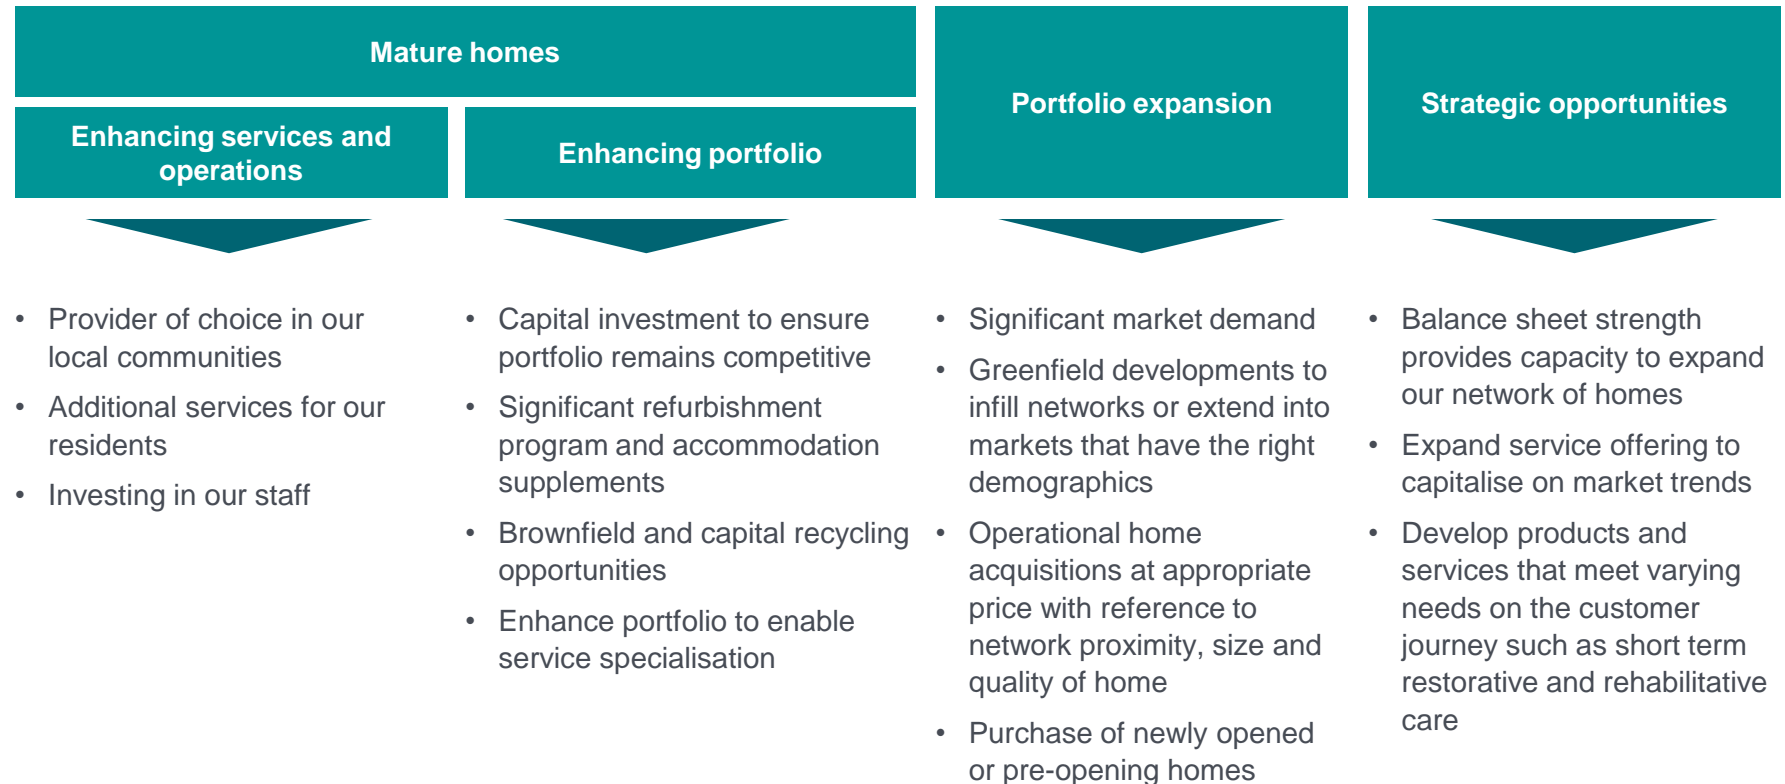 Mature homes
Enhancing services and
operations
Enhancing portfolio
Portfolio expansion
Strategic opportunities
• Provider of choice in our
local communities
• Additional services for our
residents
• Investing in our staff
• Capital investment to ensure
portfolio remains competitive
• Significant refurbishment
program and accommodation
supplements
• Brownfield and capital recycling
opportunities
• Enhance portfolio to enable
service specialisation
• Significant market demand
• Greenfield developments to
infill networks or extend into
markets that have the right
demographics
• Operational home
acquisitions at appropriate
price with reference to
network proximity, size and
quality of home
• Purchase of newly opened
or pre-opening homes
• Balance sheet strength
provides capacity to expand
our network of homes
• Expand service offering to
capitalise on market trends
• Develop products and
services that meet varying
needs on the customer
journey such as short term
restorative and rehabilitative
care